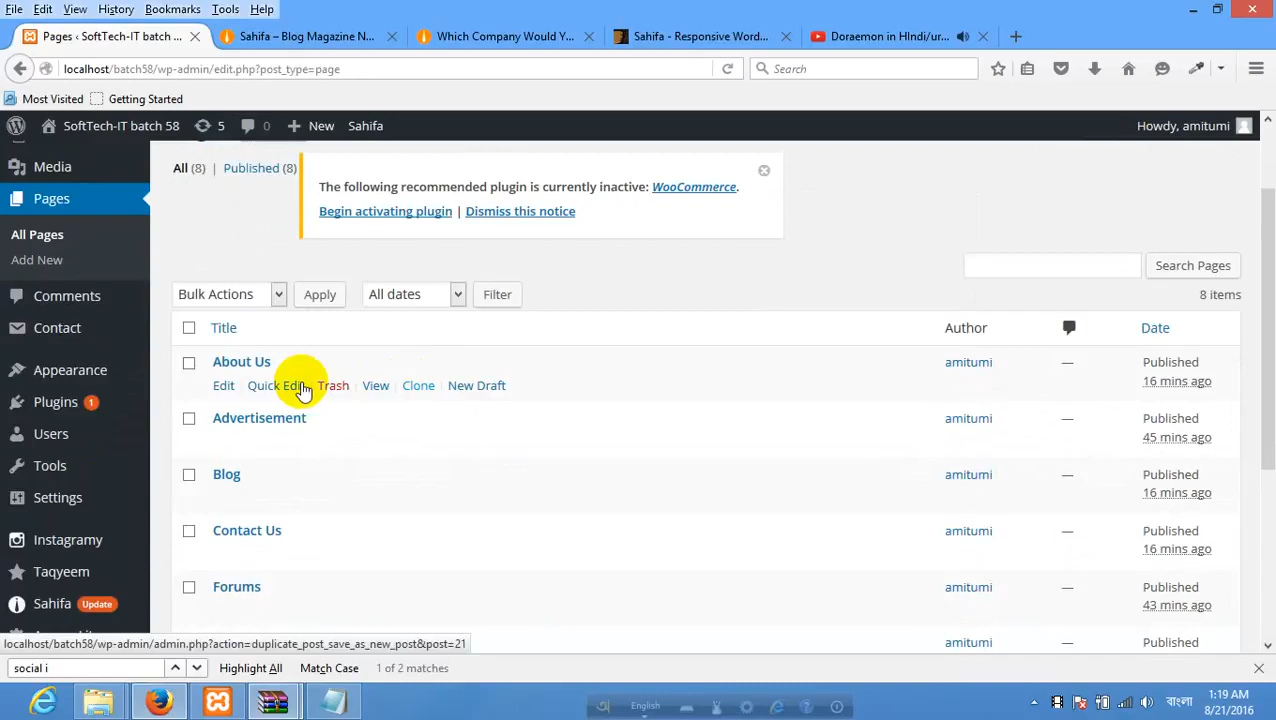 File Edit View History Bookmarks Tools Help
Pages ‹ SoftTech-IT batch ... Sahifa – Blog Magazine N... Which Company Would Y... Sahifa - Responsive Word... Doraemon in HIndi/ur...
localhost/batch58/wp-admin/edit.php?post_type=page Search
Most Visited Getting Started
SoftTech-IT batch 58 5 0 New Sahifa Howdy, amitumi
Media
Pages
All Pages
Add New
Comments
Contact
Appearance
Plugins 1
Users
Tools
Settings
Instagramy
Taqyeem
Sahifa Update
All (8) | Published (8)
The following recommended plugin is currently inactive: WooCommerce.
Begin activating plugin | Dismiss this notice
Search Pages
Bulk Actions Apply All dates Filter 8 items
Title Author Date
About Us amitumi — Published
16 mins ago
Edit Quick Edit Trash | View | Clone | New Draft
Advertisement amitumi — Published
45 mins ago
Blog amitumi — Published
16 mins ago
Contact Us amitumi — Published
16 mins ago
Forums amitumi — Published
43 mins ago
amitumi — Published
localhost/batch58/wp-admin/admin.php?action=duplicate_post_save_as_new_post&post=21
social i Highlight All Match Case 1 of 2 matches
English
বাংলা
1:19 AM
8/21/2016